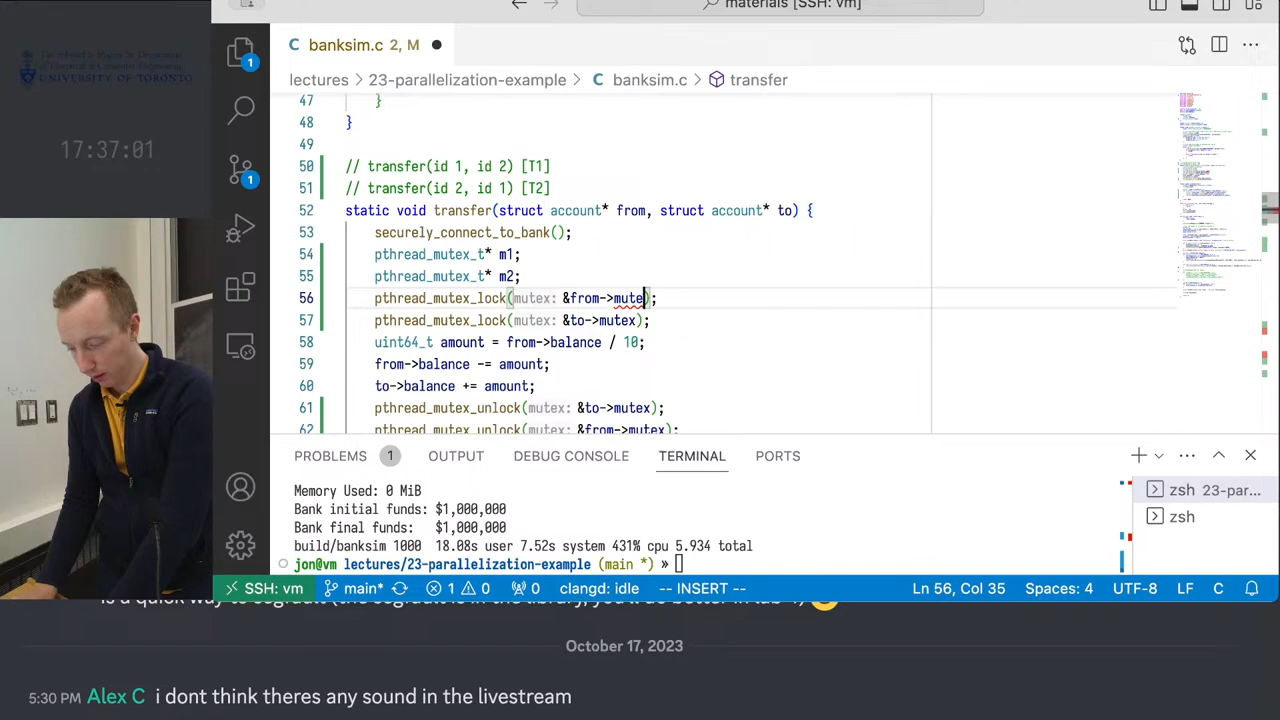 materials [SSH: vm]
UNIVERSITY OF TORONTO
17:37:01
1
1
C banksim.c 2, M
lectures > 23-parallelization-example > C banksim.c > transfer
47 }
48 }
49
50 // transfer(id 1, id 2) [T1]
51 // transfer(id 2, id 1) [T2]
52 static void transfer(struct account* from, struct account* to) {
53 securely_connect_to_bank();
54 pthread_mutex_t* m1;
55 pthread_mutex_t* m2;
56 pthread_mutex_lock(mutex: &from->mute);
57 pthread_mutex_lock(mutex: &to->mutex);
58 uint64_t amount = from->balance / 10;
59 from->balance -= amount;
60 to->balance += amount;
61 pthread_mutex_unlock(mutex: &to->mutex);
62 pthread_mutex_unlock(mutex: &from->mutex);
PROBLEMS 1 OUTPUT DEBUG CONSOLE TERMINAL PORTS
Memory Used: 0 MiB
Bank initial funds: $1,000,000
Bank final funds: $1,000,000
build/banksim 1000 18.08s user 7.52s system 431% cpu 5.934 total
jon@vm lectures/23-parallelization-example (main *) »
zsh 23-par...
zsh
SSH: vm main* 1 0 0 clangd: idle -- INSERT -- Ln 56, Col 35 Spaces: 4 UTF-8 LF C
October 17, 2023
5:30 PM Alex C i dont think theres any sound in the livestream